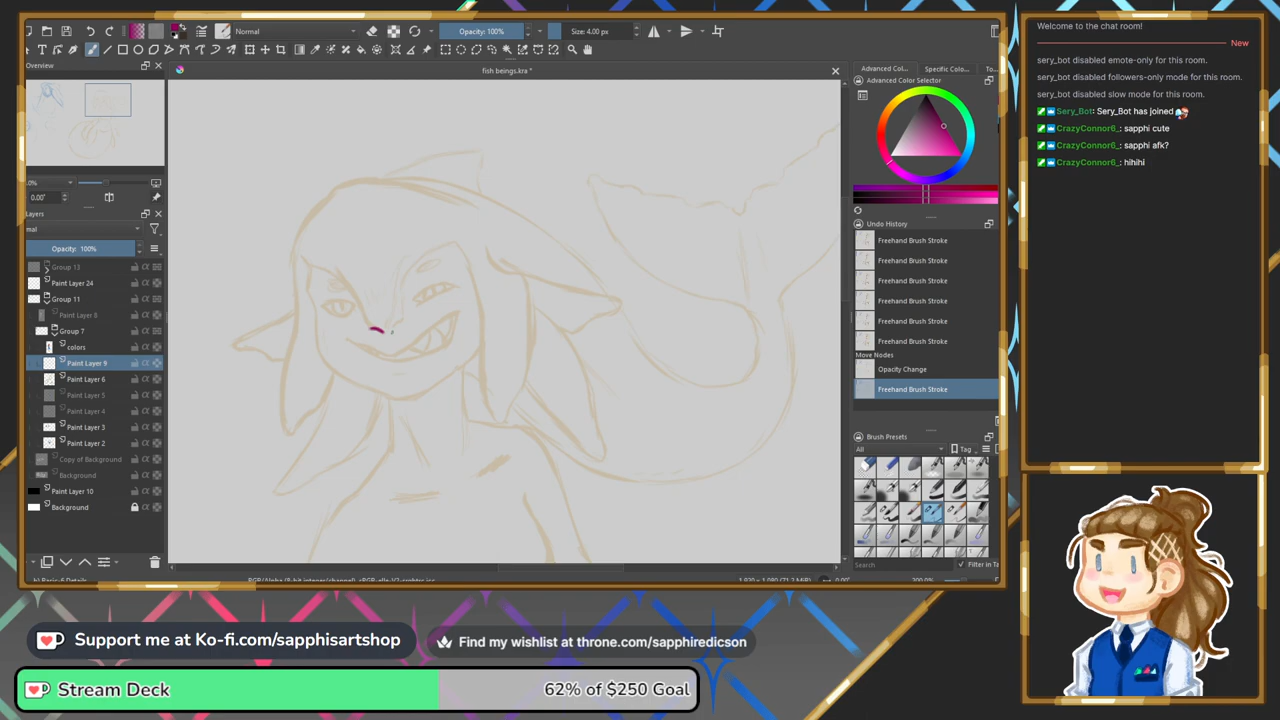 Normal
Opacity: 100%
Size: 4.00 px
Overview
fish beings.kra *
Advanced Col...
Specific Colo...
To...
Advanced Color Selector
0.00°
Layers
Opacity: 100%
Group 13
Paint Layer 24
Group 11
Paint Layer 8
Group 7
colors
Paint Layer 9
Paint Layer 6
Paint Layer 5
Paint Layer 4
Paint Layer 3
Paint Layer 2
Copy of Background
Background
Paint Layer 10
Background
Undo History
Freehand Brush Stroke
Freehand Brush Stroke
Freehand Brush Stroke
Freehand Brush Stroke
Freehand Brush Stroke
Freehand Brush Stroke
Move Nodes
Opacity Change
Freehand Brush Stroke
Brush Presets
All
Tag
Search
Filter in Ta
Welcome to the chat room!
New
sery_bot disabled emote-only for this room.
sery_bot disabled followers-only mode for this room.
sery_bot disabled slow mode for this room.
Sery_Bot: Sery_Bot has joined
CrazyConnor6_: sapphi cute
CrazyConnor6_: sapphi afk?
CrazyConnor6_: hihihi
Support me at Ko-fi.com/sapphisartshop
Find my wishlist at throne.com/sapphiredicson
Stream Deck
62% of $250 Goal